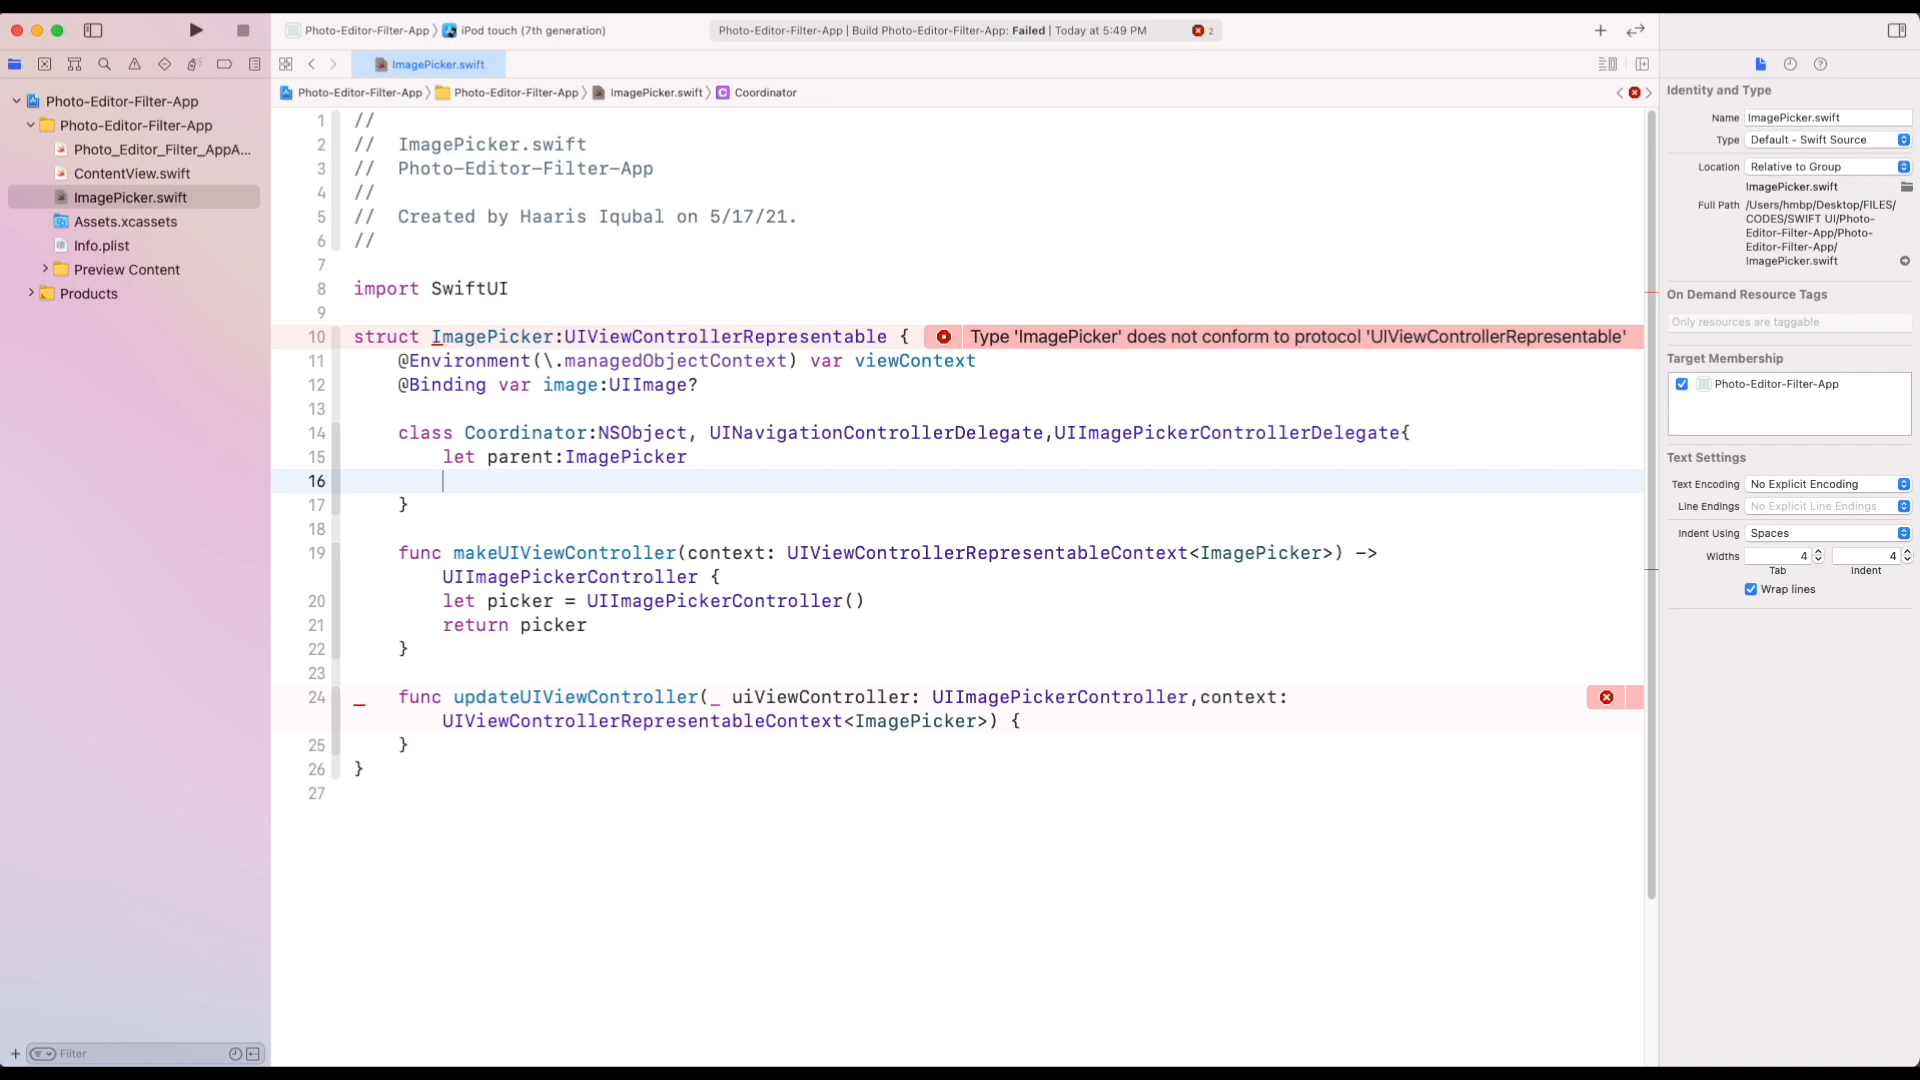 Photo-Editor-Filter-App 〉 iPod touch (7th generation)
Photo-Editor-Filter-App | Build Photo-Editor-Filter-App: Failed | Today at 5:49 PM
2
ImagePicker.swift
Photo-Editor-Filter-App 〉 Photo-Editor-Filter-App 〉 ImagePicker.swift 〉 C Coordinator
Photo-Editor-Filter-App
Photo-Editor-Filter-App
Photo_Editor_Filter_AppA...
ContentView.swift
ImagePicker.swift
Assets.xcassets
Info.plist
Preview Content
Products
Filter
1 //
2 //  ImagePicker.swift
3 //  Photo-Editor-Filter-App
4 //
5 //  Created by Haaris Iqubal on 5/17/21.
6 //
7
8 import SwiftUI
9
10 struct ImagePicker:UIViewControllerRepresentable { Type 'ImagePicker' does not conform to protocol 'UIViewControllerRepresentable'
11     @Environment(\.managedObjectContext) var viewContext
12     @Binding var image:UIImage?
13
14     class Coordinator:NSObject, UINavigationControllerDelegate,UIImagePickerControllerDelegate{
15         let parent:ImagePicker
16
17     }
18
19     func makeUIViewController(context: UIViewControllerRepresentableContext<ImagePicker>) ->
        UIImagePickerController {
20         let picker = UIImagePickerController()
21         return picker
22     }
23
24     func updateUIViewController(_ uiViewController: UIImagePickerController,context:
        UIViewControllerRepresentableContext<ImagePicker>) {
25     }
26 }
27
Identity and Type
Name ImagePicker.swift
Type Default - Swift Source
Location Relative to Group
ImagePicker.swift
Full Path /Users/hmbp/Desktop/FILES/
CODES/SWIFT UI/Photo-
Editor-Filter-App/Photo-
Editor-Filter-App/
ImagePicker.swift
On Demand Resource Tags
Only resources are taggable
Target Membership
Photo-Editor-Filter-App
Text Settings
Text Encoding No Explicit Encoding
Line Endings No Explicit Line Endings
Indent Using Spaces
Widths 4 4
Tab Indent
Wrap lines